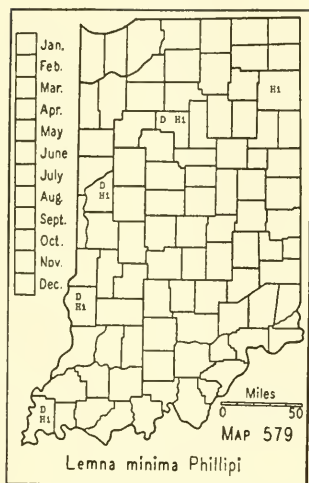 Jan.
Feb.
Mar.
Apr.
May
June
July
Aug.
Sept.
Oct.
Nov.
Dec.
H1
D H1
D
H1
D
H1
D
H1
Miles
0 50
MAP 579
Lemna minima Phillipi